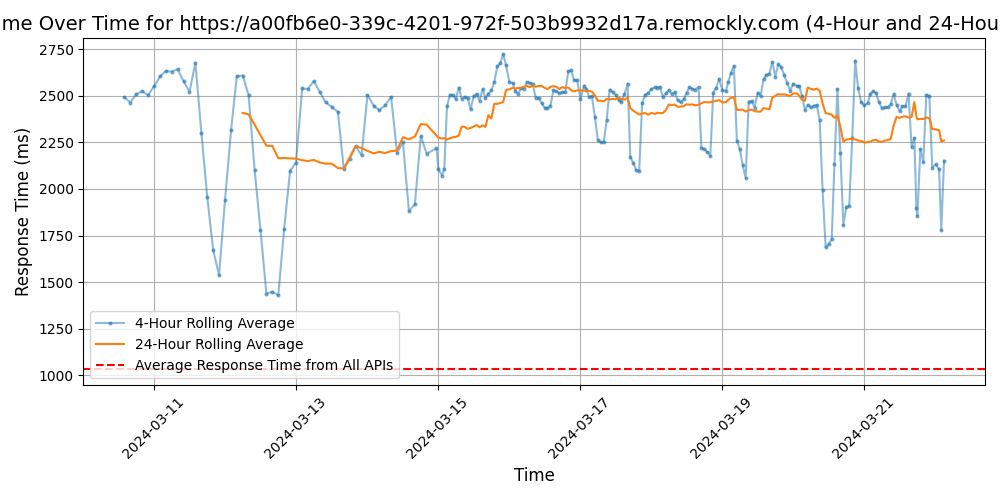 me Over Time for https://a00fb6e0-339c-4201-972f-503b9932d17a.remockly.com (4-Hour and 24-Hou
Response Time (ms)
2750
2500
2250
2000
1750
1500
1250
1000
4-Hour Rolling Average
24-Hour Rolling Average
Average Response Time from All APIs
2024-03-11
2024-03-13
2024-03-15
2024-03-17
2024-03-19
2024-03-21
Time